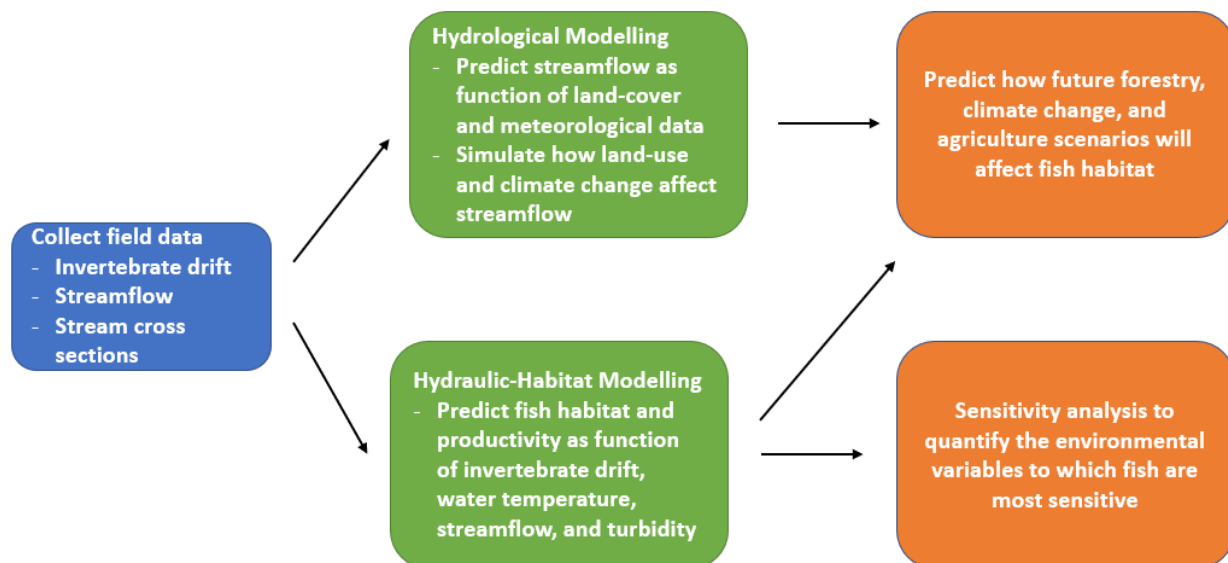 Collect field data
- Invertebrate drift
- Streamflow
- Stream cross
sections
Hydrological Modelling
- Predict streamflow as
function of land-cover
and meteorological data
- Simulate how land-use
and climate change affect
streamflow
Hydraulic-Habitat Modelling
- Predict fish habitat and
productivity as function
of invertebrate drift,
water temperature,
streamflow, and turbidity
Predict how future forestry,
climate change, and
agriculture scenarios will
affect fish habitat
Sensitivity analysis to
quantify the environmental
variables to which fish are
most sensitive